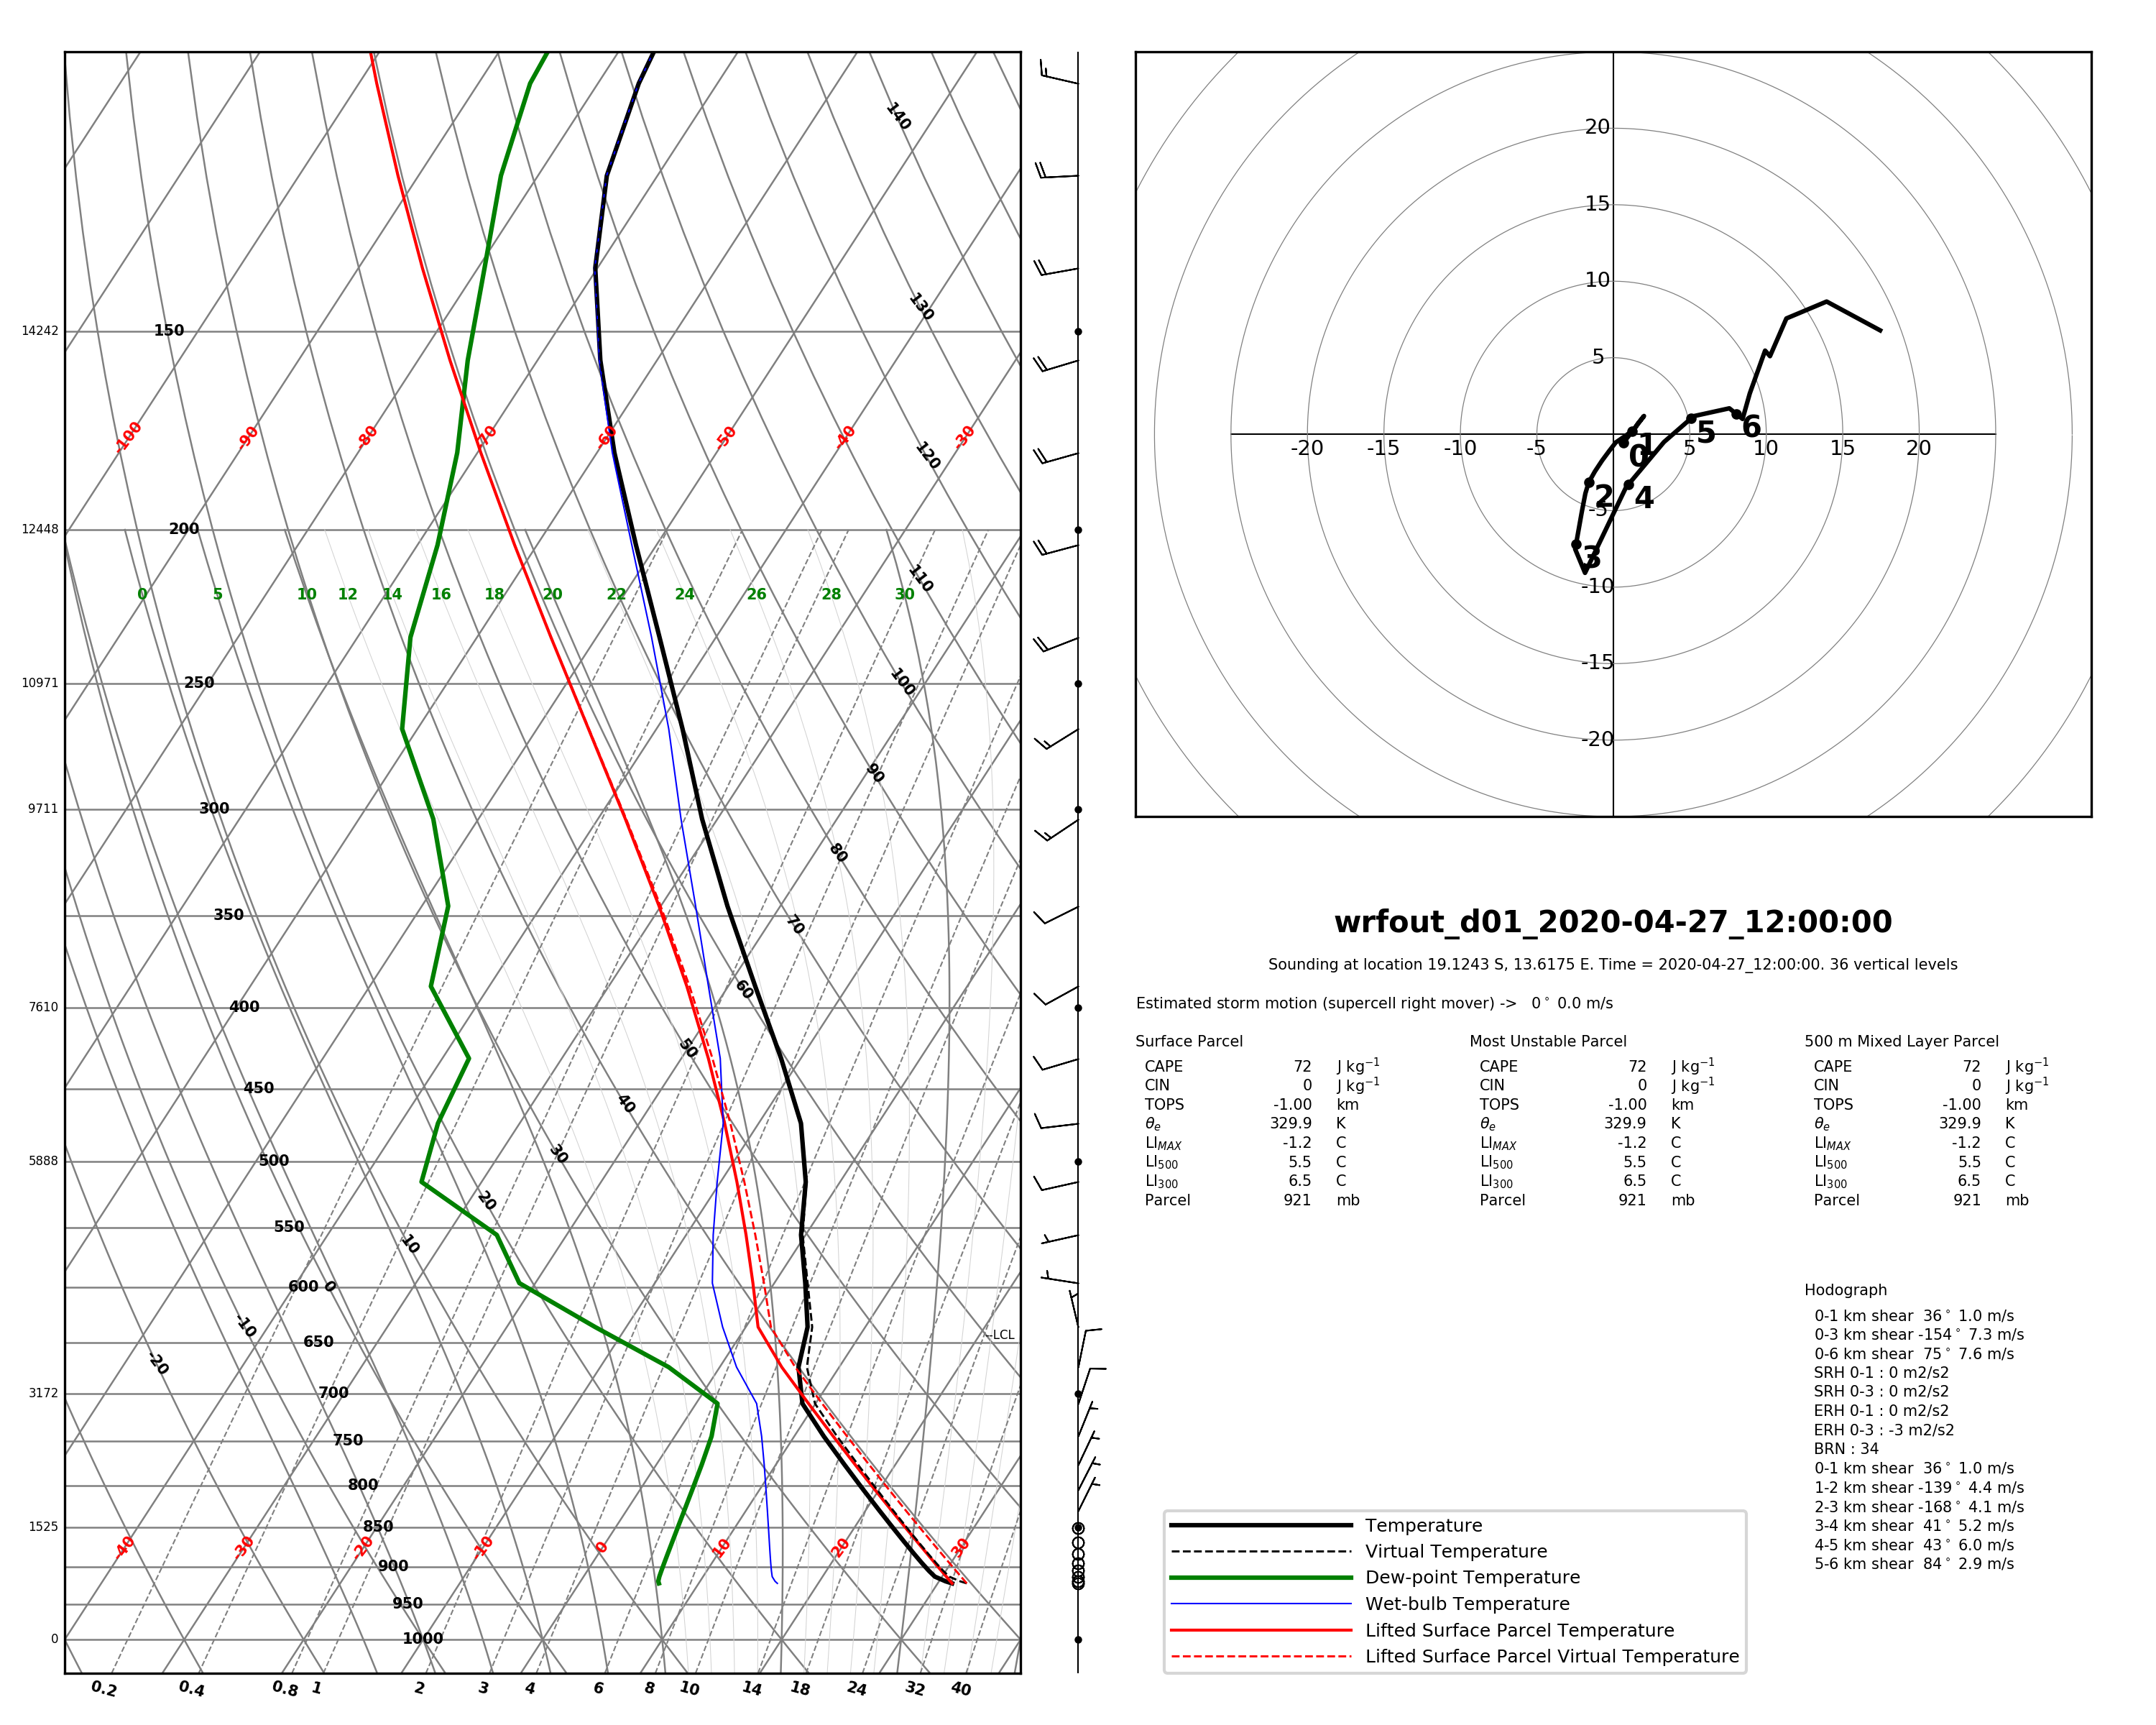 140
130
14242 150
-100 -90 -80 -70 -60 -50 -40 -30
120
12448 200
110
0 5 10 12 14 16 18 20 22 24 26 28 30
10971 250
100
90
9711 300
80
350
70
7610 400
60
50
450
40
5888 500
30
20
550
10
600 0
-10
650
--LCL
-20
3172 700
750
800
1525 850
-40 -30 -20 -10 0 10 20 30
900
950
0 1000
0.2 0.4 0.8 1 2 3 4 6 8 10 14 18 24 32 40
20
15
10
5
-20 -15 -10 -5 5 10 15 20
-5
-10
-15
-20
0 1 2 3 4 5 6
wrfout_d01_2020-04-27_12:00:00
Sounding at location 19.1243 S, 13.6175 E. Time = 2020-04-27_12:00:00. 36 vertical levels
Estimated storm motion (supercell right mover) -> 0° 0.0 m/s
Surface Parcel
CAPE 72 J kg⁻¹
CIN 0 J kg⁻¹
TOPS -1.00 km
θe 329.9 K
LIMAX -1.2 C
LI500 5.5 C
LI300 6.5 C
Parcel 921 mb
Most Unstable Parcel
CAPE 72 J kg⁻¹
CIN 0 J kg⁻¹
TOPS -1.00 km
θe 329.9 K
LIMAX -1.2 C
LI500 5.5 C
LI300 6.5 C
Parcel 921 mb
500 m Mixed Layer Parcel
CAPE 72 J kg⁻¹
CIN 0 J kg⁻¹
TOPS -1.00 km
θe 329.9 K
LIMAX -1.2 C
LI500 5.5 C
LI300 6.5 C
Parcel 921 mb
Hodograph
0-1 km shear 36° 1.0 m/s
0-3 km shear -154° 7.3 m/s
0-6 km shear 75° 7.6 m/s
SRH 0-1 : 0 m2/s2
SRH 0-3 : 0 m2/s2
ERH 0-1 : 0 m2/s2
ERH 0-3 : -3 m2/s2
BRN : 34
0-1 km shear 36° 1.0 m/s
1-2 km shear -139° 4.4 m/s
2-3 km shear -168° 4.1 m/s
3-4 km shear 41° 5.2 m/s
4-5 km shear 43° 6.0 m/s
5-6 km shear 84° 2.9 m/s
Temperature
Virtual Temperature
Dew-point Temperature
Wet-bulb Temperature
Lifted Surface Parcel Temperature
Lifted Surface Parcel Virtual Temperature